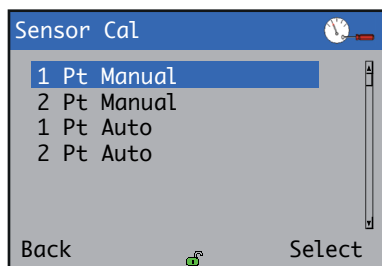 Sensor Cal
1 Pt Manual
2 Pt Manual
1 Pt Auto
2 Pt Auto
Back Select